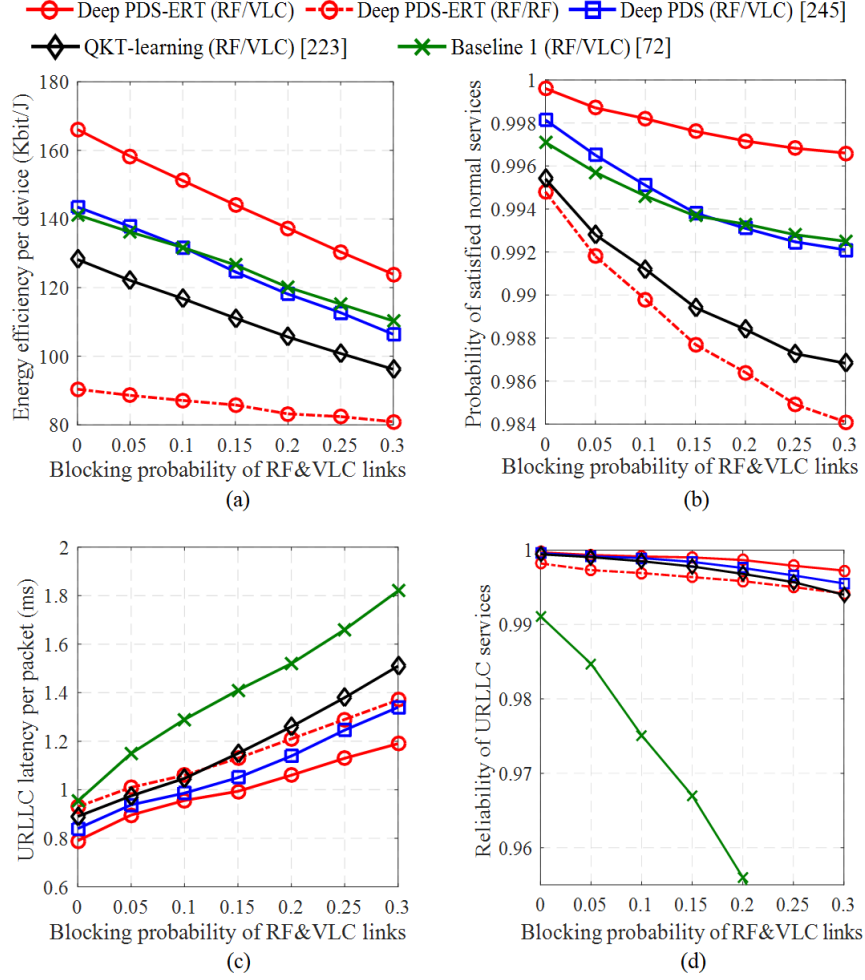 Deep PDS-ERT (RF/VLC) Deep PDS-ERT (RF/RF) Deep PDS (RF/VLC) [245]
QKT-learning (RF/VLC) [223] Baseline 1 (RF/VLC) [72]
Energy efficiency per device (Kbit/J)
180
160
140
120
100
80
0 0.05 0.1 0.15 0.2 0.25 0.3
Blocking probability of RF&VLC links
(a)
Probability of satisfied normal services
1
0.998
0.996
0.994
0.992
0.99
0.988
0.986
0.984
0 0.05 0.1 0.15 0.2 0.25 0.3
Blocking probability of RF&VLC links
(b)
URLLC latency per packet (ms)
2
1.8
1.6
1.4
1.2
1
0.8
0.6
0 0.05 0.1 0.15 0.2 0.25 0.3
Blocking probability of RF&VLC links
(c)
Reliability of URLLC services
1
0.99
0.98
0.97
0.96
0 0.05 0.1 0.15 0.2 0.25 0.3
Blocking probability of RF&VLC links
(d)